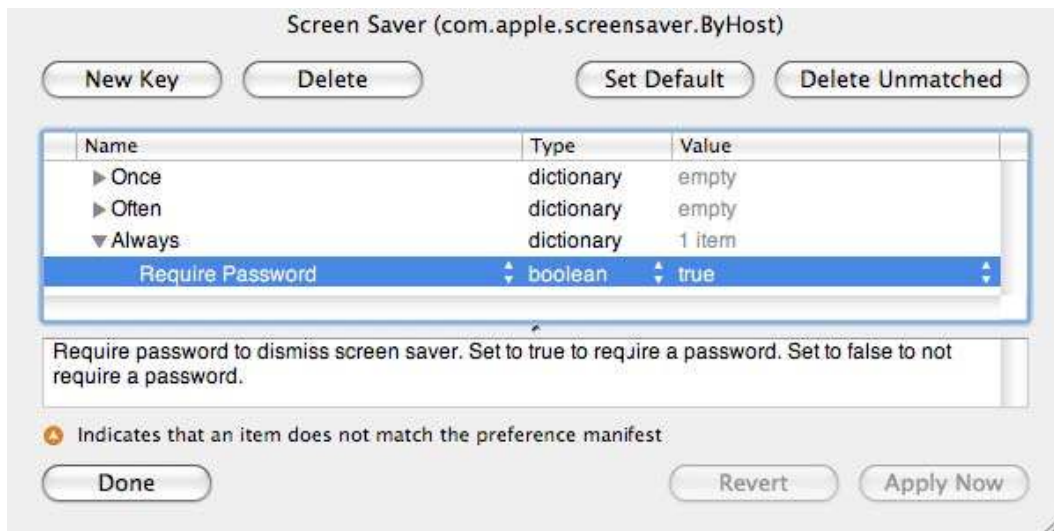 Screen Saver (com.apple.screensaver.ByHost)
New Key Delete Set Default Delete Unmatched
Name Type Value
Once dictionary empty
Often dictionary empty
Always dictionary 1 item
Require Password boolean true
Require password to dismiss screen saver. Set to true to require a password. Set to false to not
require a password.
Indicates that an item does not match the preference manifest
Done Revert Apply Now